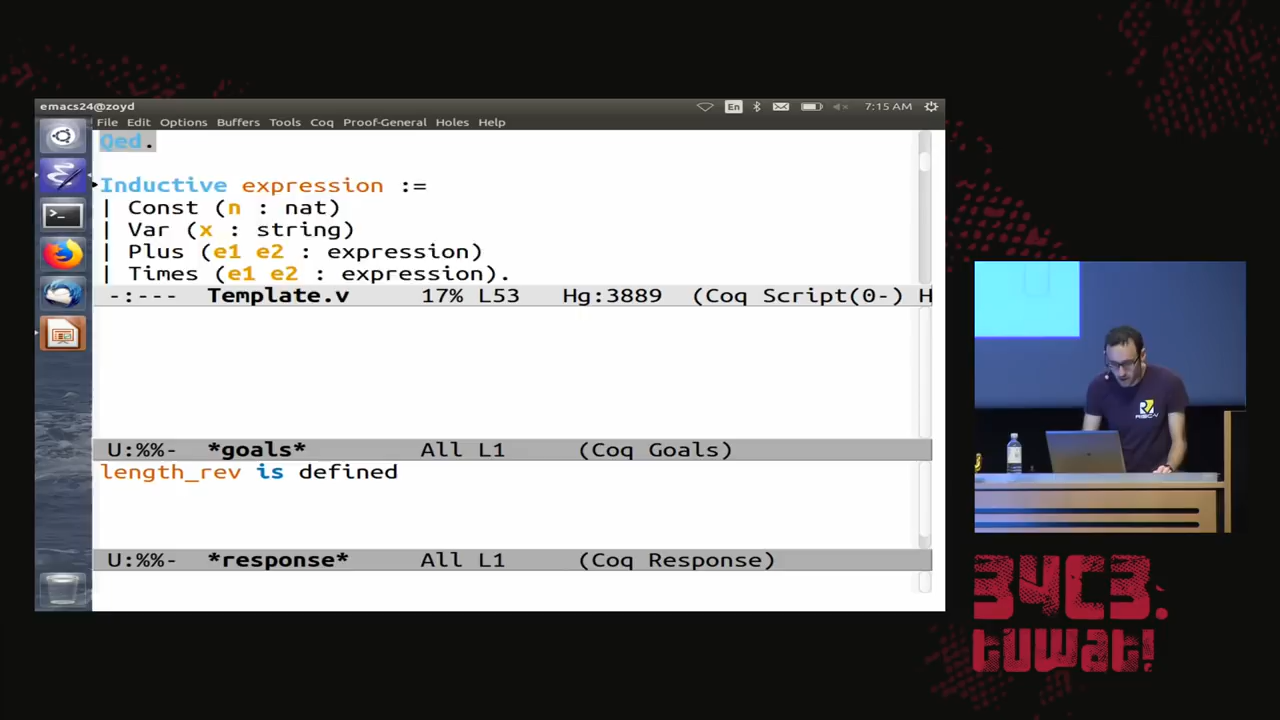 emacs24@zoyd
En
7:15 AM
File Edit Options Buffers Tools Coq Proof-General Holes Help
Qed.
Inductive expression :=
| Const (n : nat)
| Var (x : string)
| Plus (e1 e2 : expression)
| Times (e1 e2 : expression).
-:--- Template.v 17% L53 Hg:3889 (Coq Script(0-) H
U:%%- *goals* All L1 (Coq Goals)
length_rev is defined
U:%%- *response* All L1 (Coq Response)
RISC-V
34C3.
tuwat!